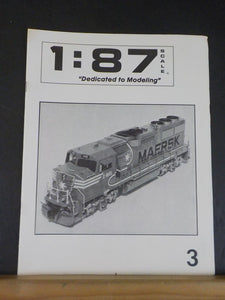 1:87
SCALE
"Dedicated to Modeling"
MAERSK
3